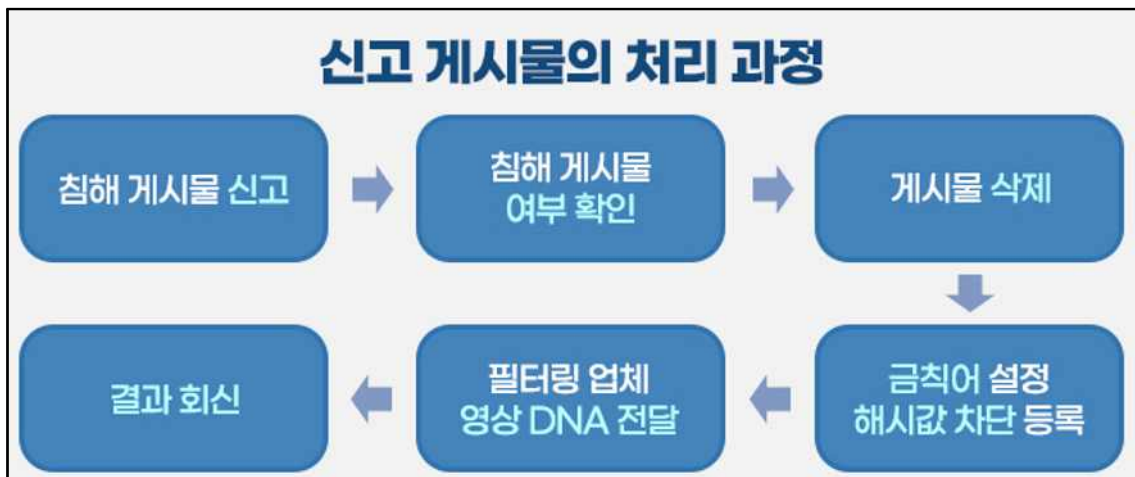 신고 게시물의 처리 과정
침해 게시물 신고
침해 게시물
여부 확인
게시물 삭제
금칙어 설정
해시값 차단 등록
필터링 업체
영상 DNA 전달
결과 회신